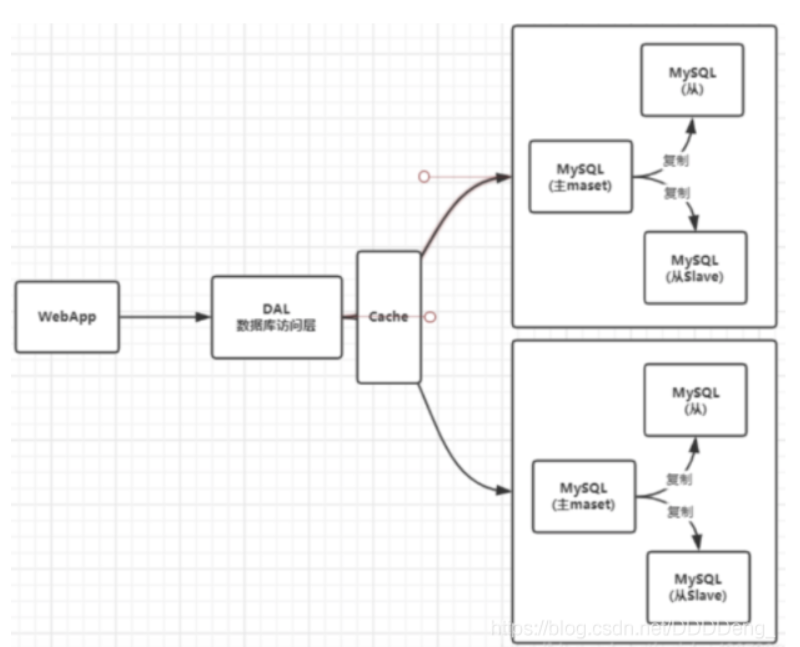 WebApp
DAL
数据库访问层
Cache
MySQL
(从)
MySQL
(主maset)
复制
复制
MySQL
(从Slave)
MySQL
(从)
MySQL
(主maset)
复制
复制
MySQL
(从Slave)
https://blog.csdn.net/DDDDeng_